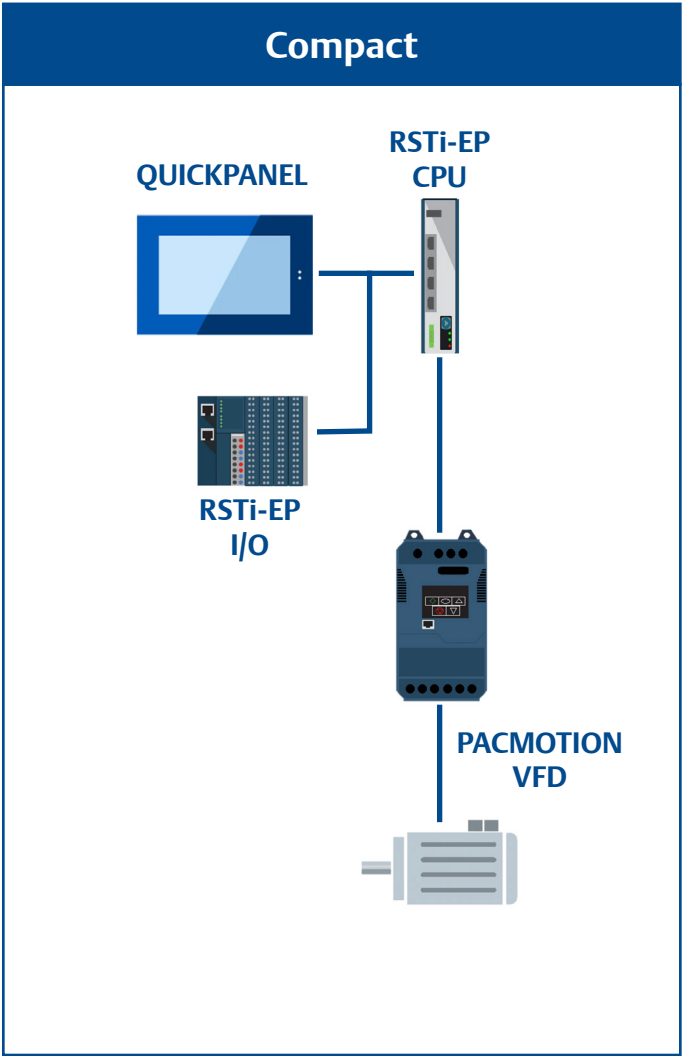 Compact
QUICKPANEL
RSTi-EP
CPU
RSTi-EP
I/O
PACMOTION
VFD